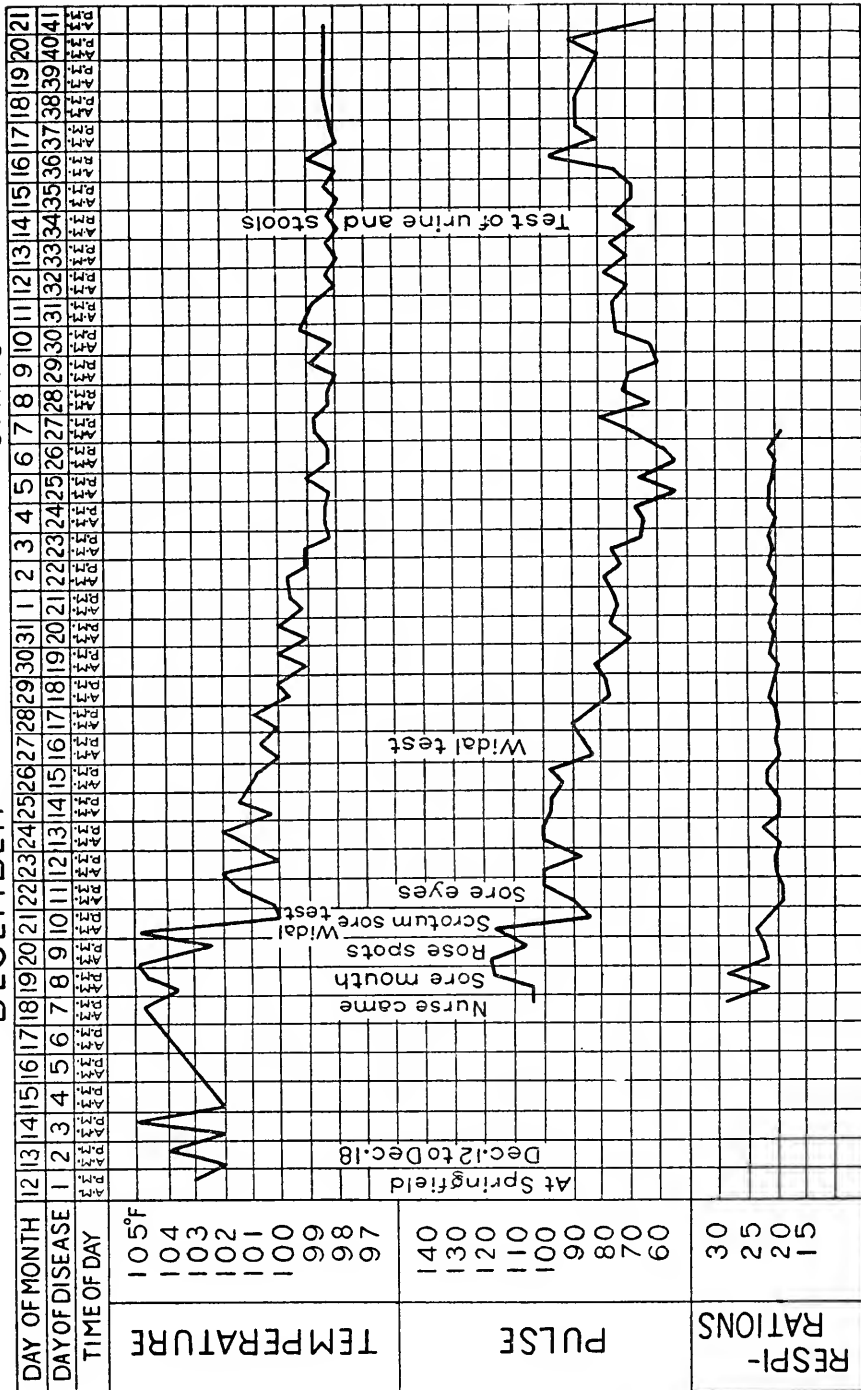 DECEMBER
DAY OF MONTH 12 13 14 15 16 17 18 19 20 21 22 23 24 25 26 27 28 29 30 31 1 2 3 4 5 6 7 8 9 10 11 12 13 14 15 16 17 18 19 20 21
DAY OF DISEASE 1 2 3 4 5 6 7 8 9 10 11 12 13 14 15 16 17 18 19 20 21 22 23 24 25 26 27 28 29 30 31 32 33 34 35 36 37 38 39 40 41
TIME OF DAY A.M. P.M. A.M. P.M. A.M. P.M. A.M. P.M. A.M. P.M. A.M. P.M. A.M. P.M. A.M. P.M. A.M. P.M. A.M. P.M. A.M. P.M. A.M. P.M. A.M. P.M. A.M. P.M. A.M. P.M. A.M. P.M. A.M. P.M. A.M. P.M. A.M. P.M. A.M. P.M. A.M. P.M. A.M. P.M. A.M. P.M. A.M. P.M. A.M. P.M. A.M. P.M. A.M. P.M. A.M. P.M. A.M. P.M. A.M. P.M. A.M. P.M. A.M. P.M. A.M. P.M. A.M. P.M. A.M. P.M. A.M. P.M. A.M. P.M. A.M. P.M. A.M. P.M. A.M. P.M. A.M. P.M.
TEMPERATURE
105°F
104
103
102
101
100
99
98
97
PULSE
140
130
120
110
100
90
80
70
60
RESPI-
RATIONS
30
25
20
15
At Springfield
Dec.12 to Dec.18
Nurse came
Sore mouth
Rose spots
Scrotum sore
Widal test
Sore eyes
Widal test
Test of urine and stools